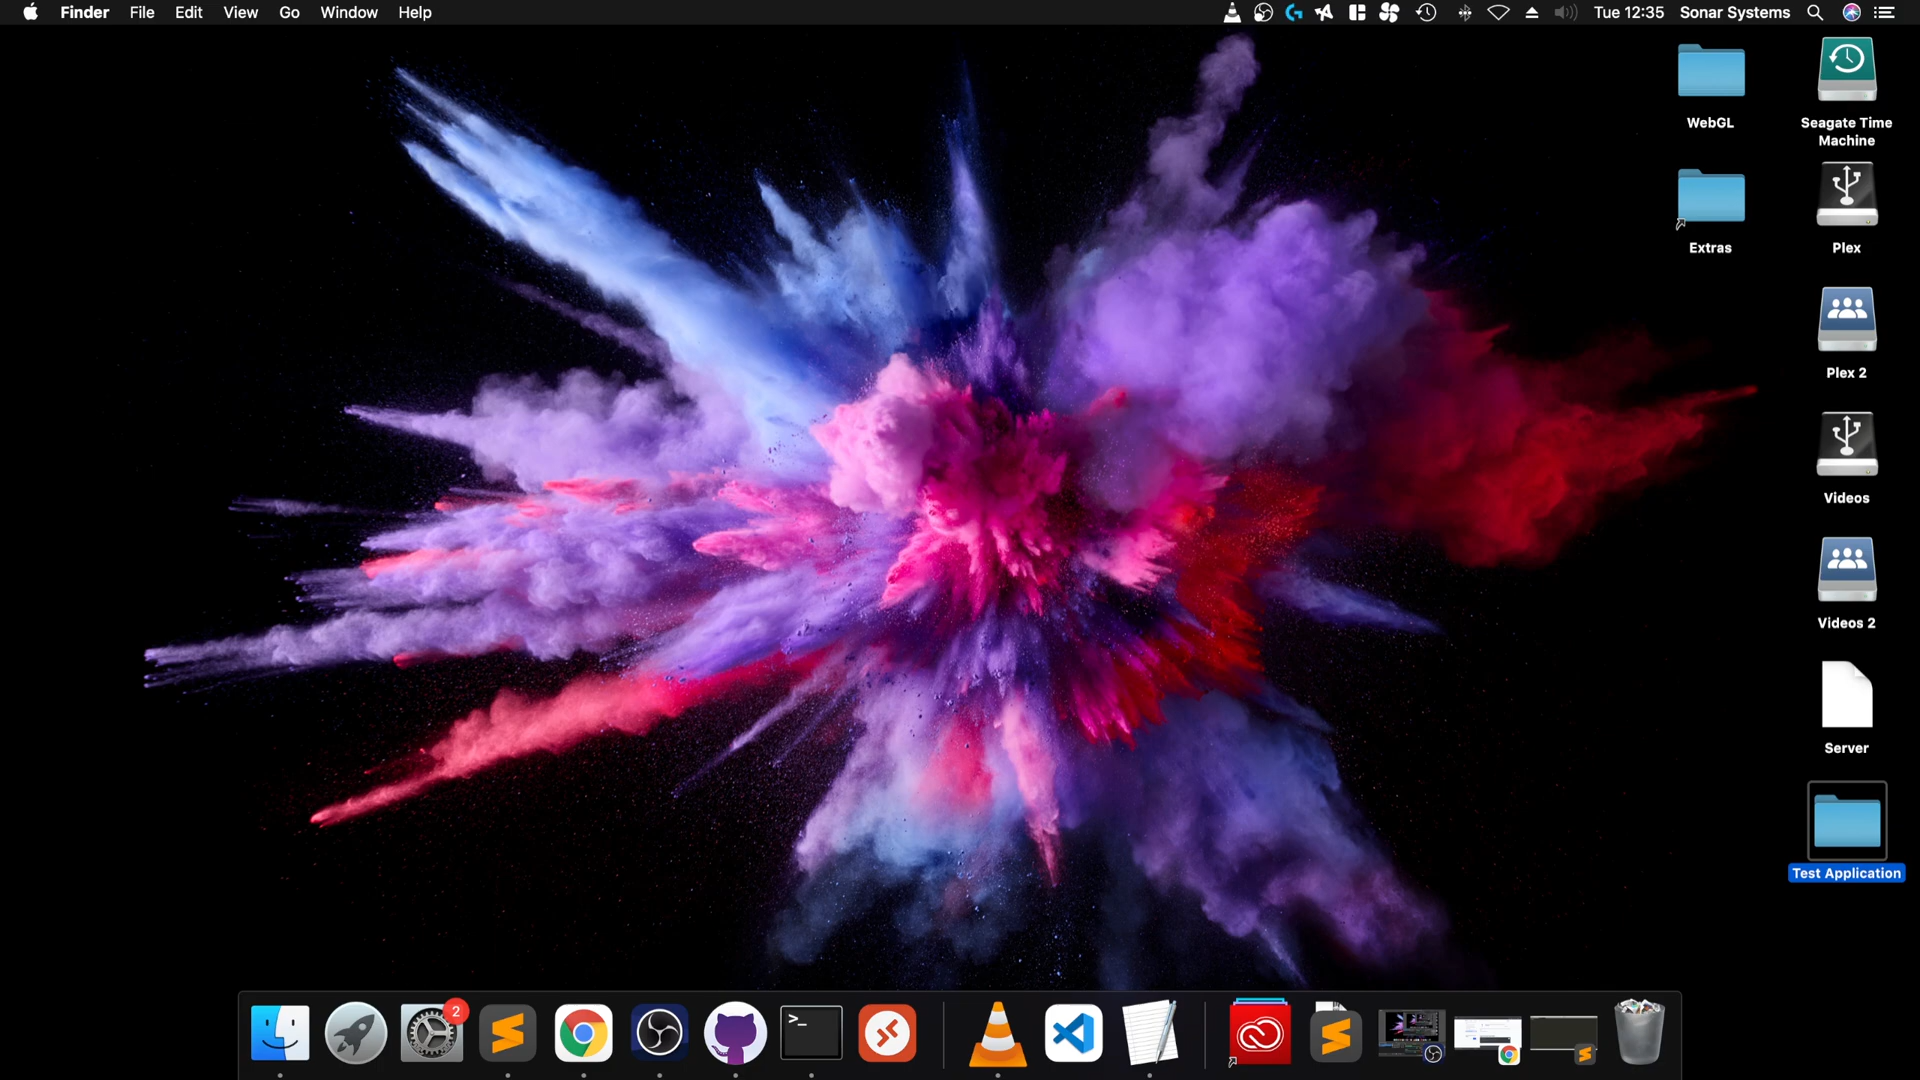 Finder File Edit View Go Window Help
Tue 12:35 Sonar Systems
WebGL
Seagate Time
Machine
Extras
Plex
Plex 2
Videos
Videos 2
Server
Test Application
2
>_